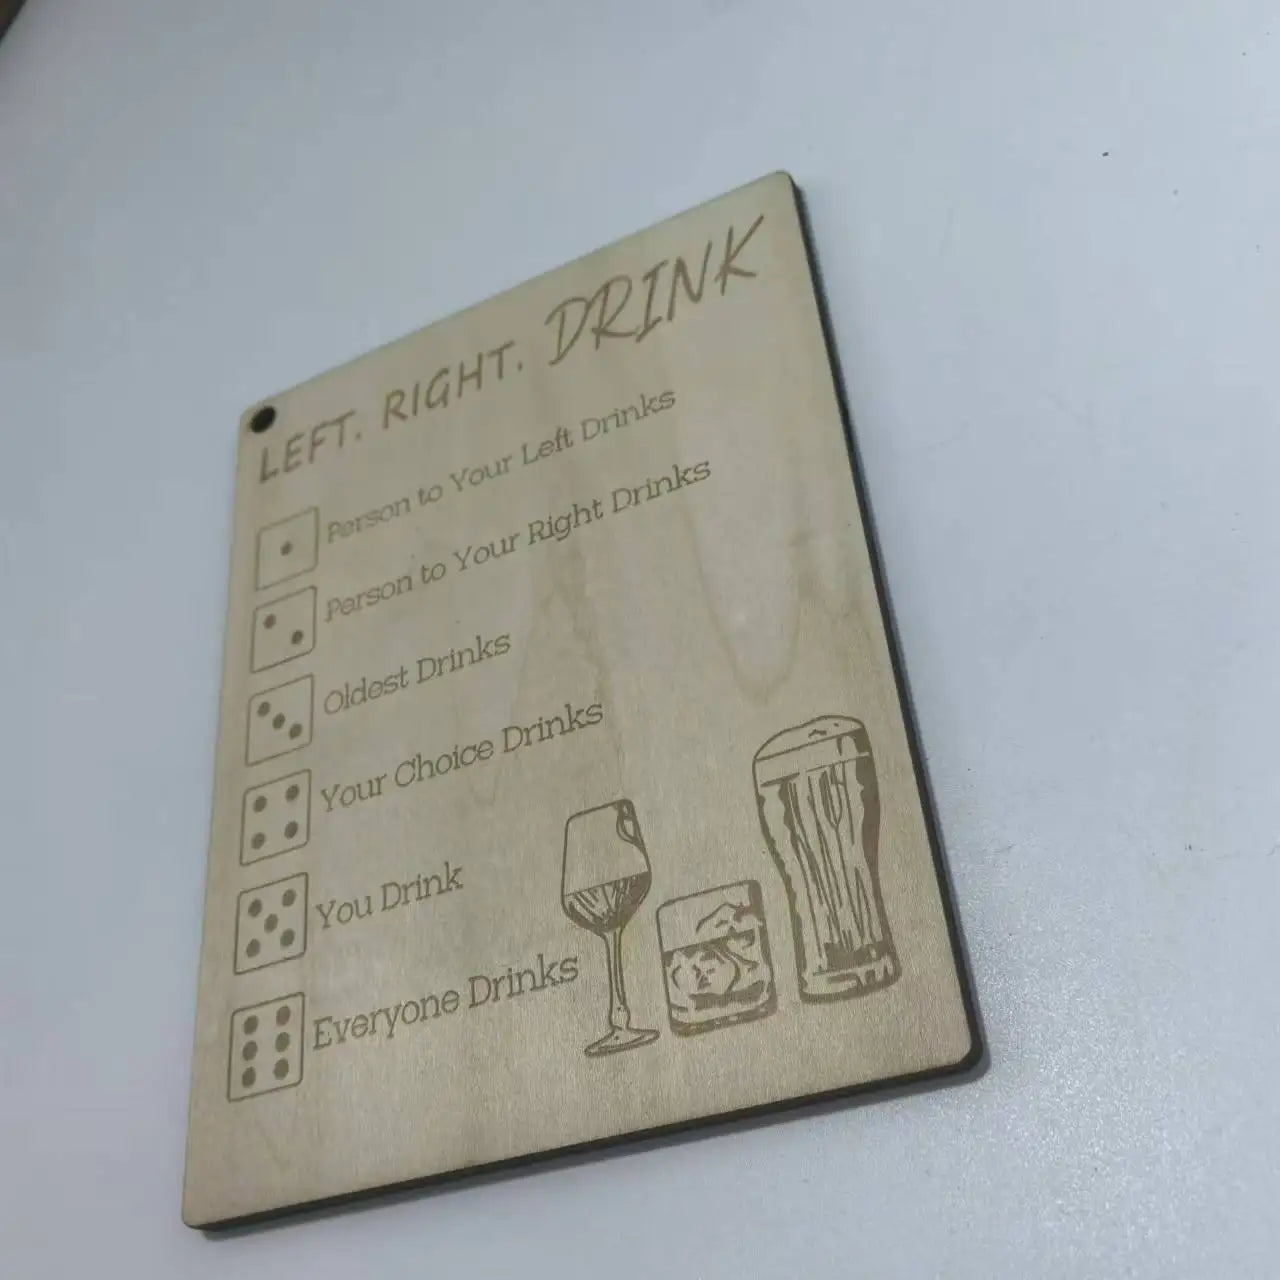 LEFT. RIGHT. DRINK
Person to Your Left Drinks
Person to Your Right Drinks
Oldest Drinks
Your Choice Drinks
You Drink
Everyone Drinks